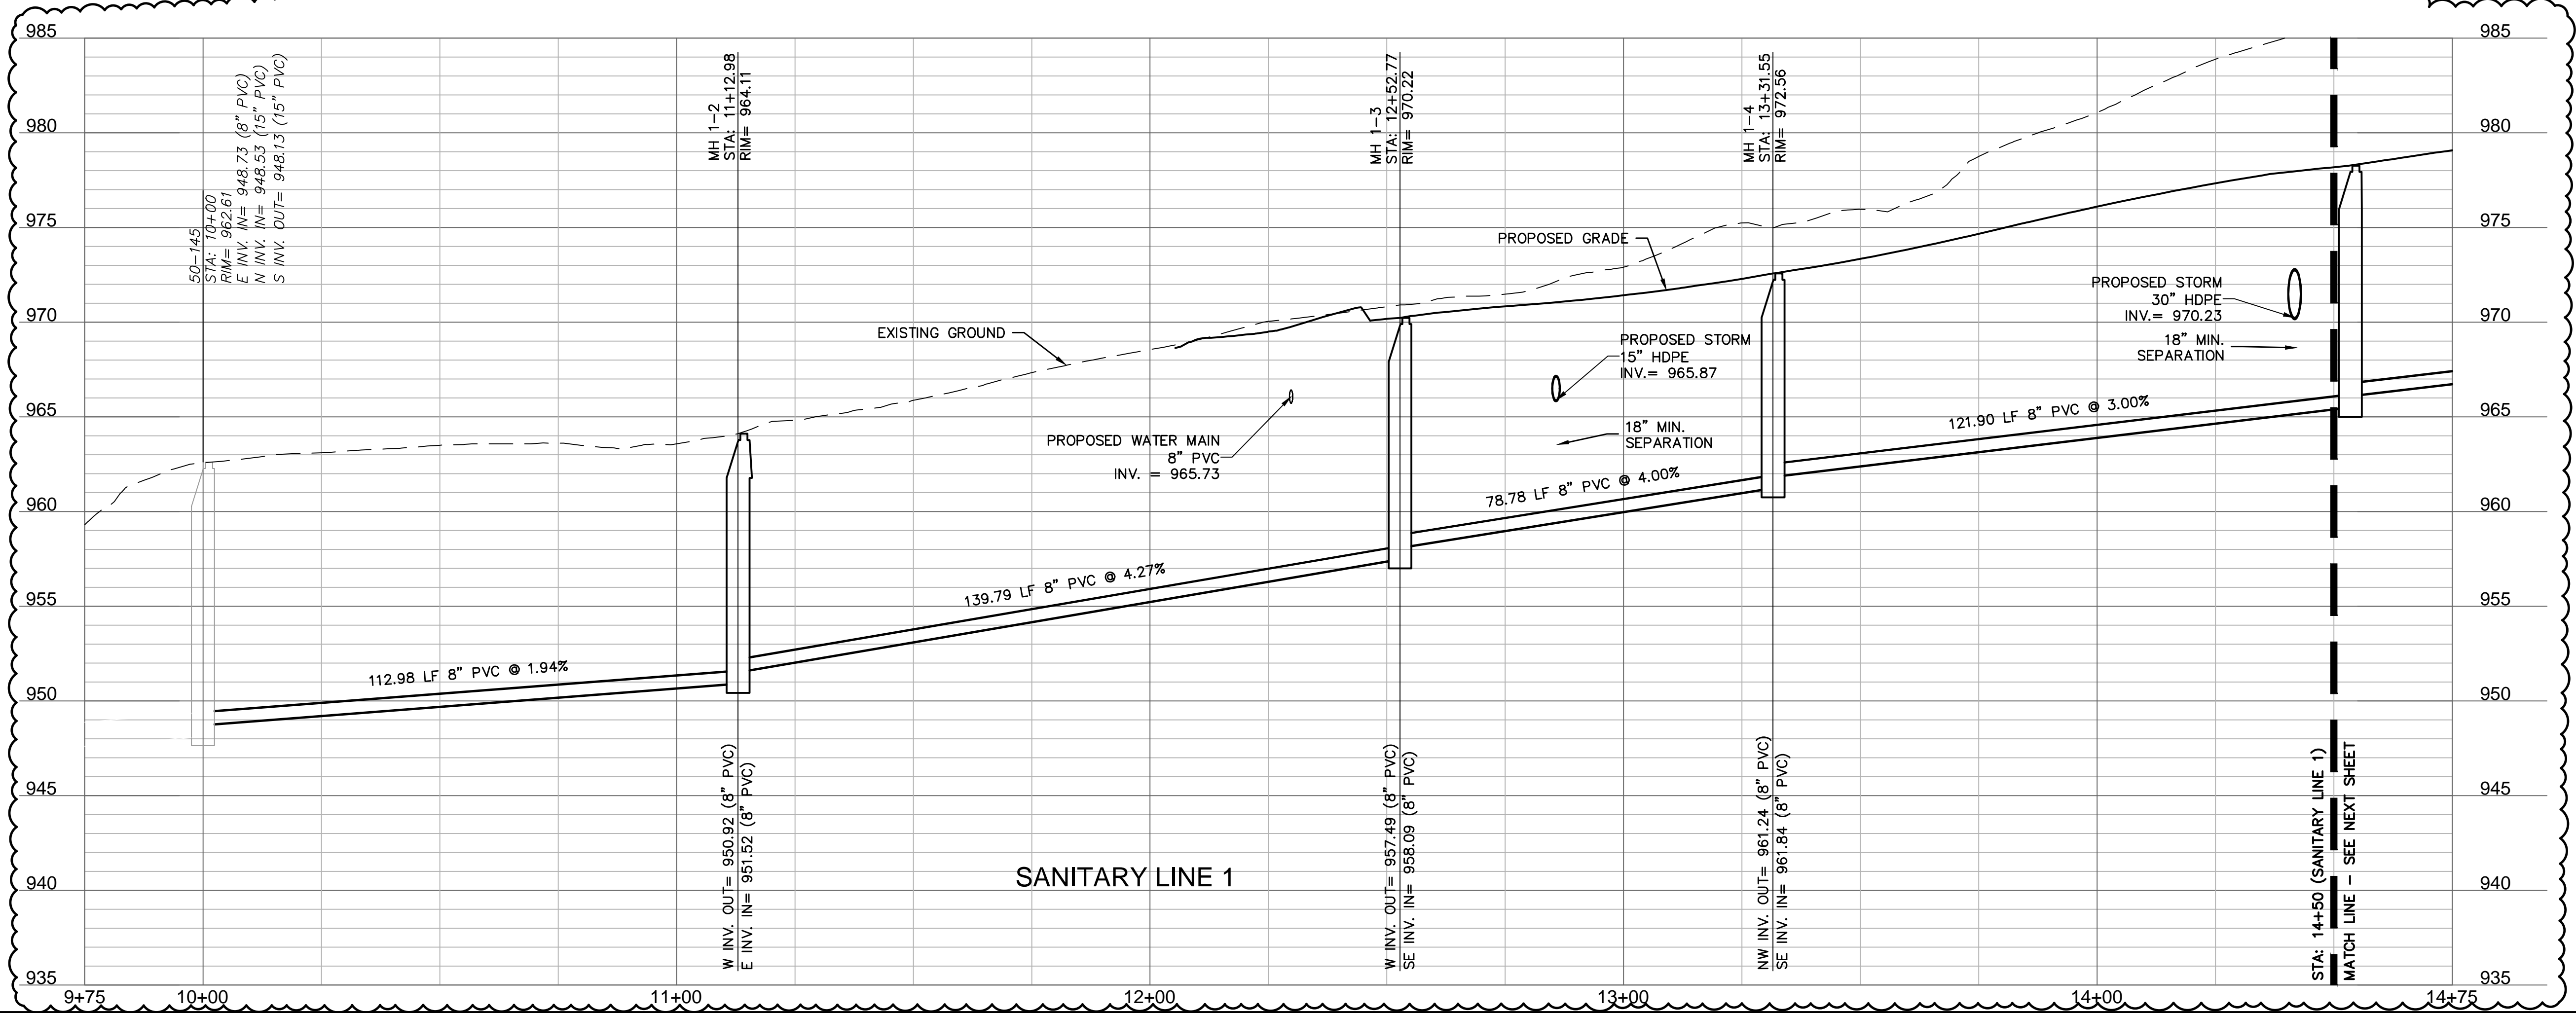 985
980
975
970
965
960
955
950
945
940
935
50-145
STA: 10+00
RIM= 962.61
E INV. IN= 948.73 (8" PVC)
N INV. IN= 948.53 (15" PVC)
S INV. OUT= 948.13 (15" PVC)
MH 1-2
STA: 11+12.98
RIM= 964.11
MH 1-3
STA: 12+52.77
RIM= 970.22
MH 1-4
STA: 13+31.55
RIM= 972.56
EXISTING GROUND
PROPOSED GRADE
PROPOSED WATER MAIN
8" PVC
INV. = 965.73
PROPOSED STORM
15" HDPE
INV.= 965.87
18" MIN.
SEPARATION
PROPOSED STORM
30" HDPE
INV.= 970.23
18" MIN.
SEPARATION
112.98 LF 8" PVC @ 1.94%
139.79 LF 8" PVC @ 4.27%
78.78 LF 8" PVC @ 4.00%
121.90 LF 8" PVC @ 3.00%
W INV. OUT= 950.92 (8" PVC)
E INV. IN= 951.52 (8" PVC)
W INV. OUT= 957.49 (8" PVC)
SE INV. IN= 958.09 (8" PVC)
NW INV. OUT= 961.24 (8" PVC)
SE INV. IN= 961.84 (8" PVC)
STA: 14+50 (SANITARY LINE 1)
MATCH LINE - SEE NEXT SHEET
SANITARY LINE 1
985
980
975
970
965
960
955
950
945
940
935
9+75
10+00
11+00
12+00
13+00
14+00
14+75